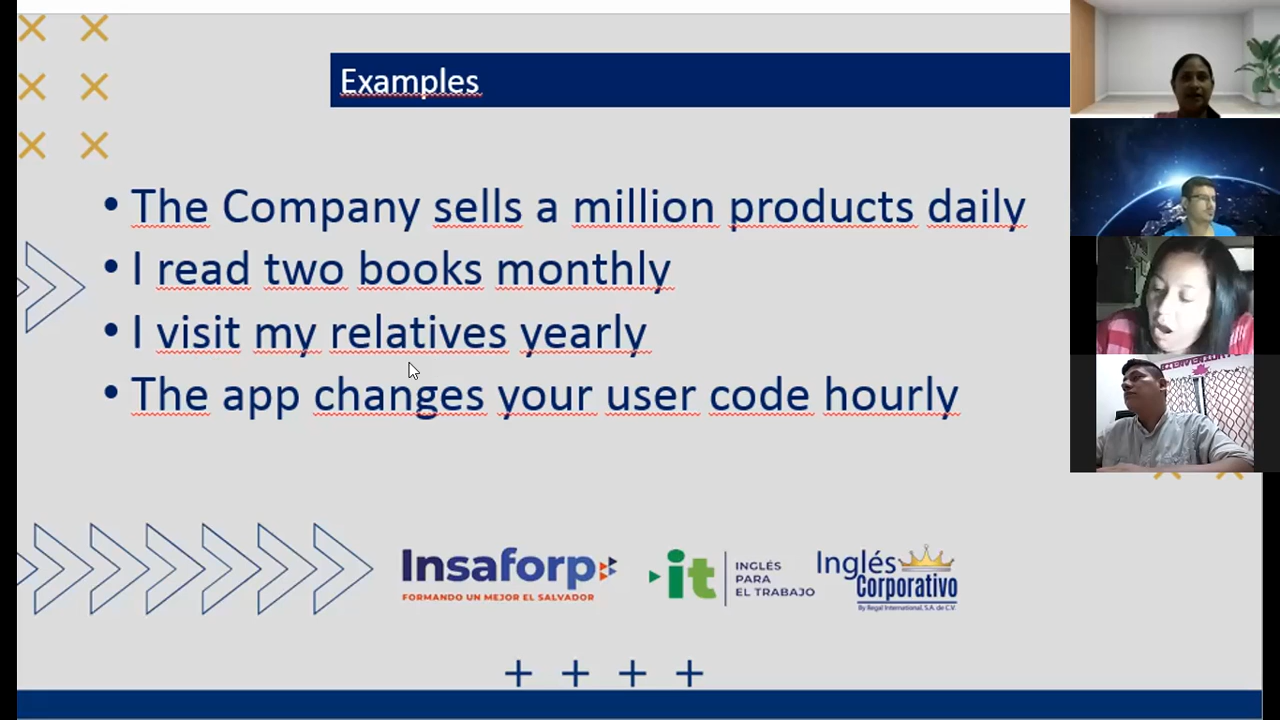 Examples
• The Company sells a million products daily
• I read two books monthly
• I visit my relatives yearly
• The app changes your user code hourly
Insaforp
FORMANDO UN MEJOR EL SALVADOR
it
INGLÉS
PARA
EL TRABAJO
Inglés
Corporativo
By Regal International, S.A. de C.V.